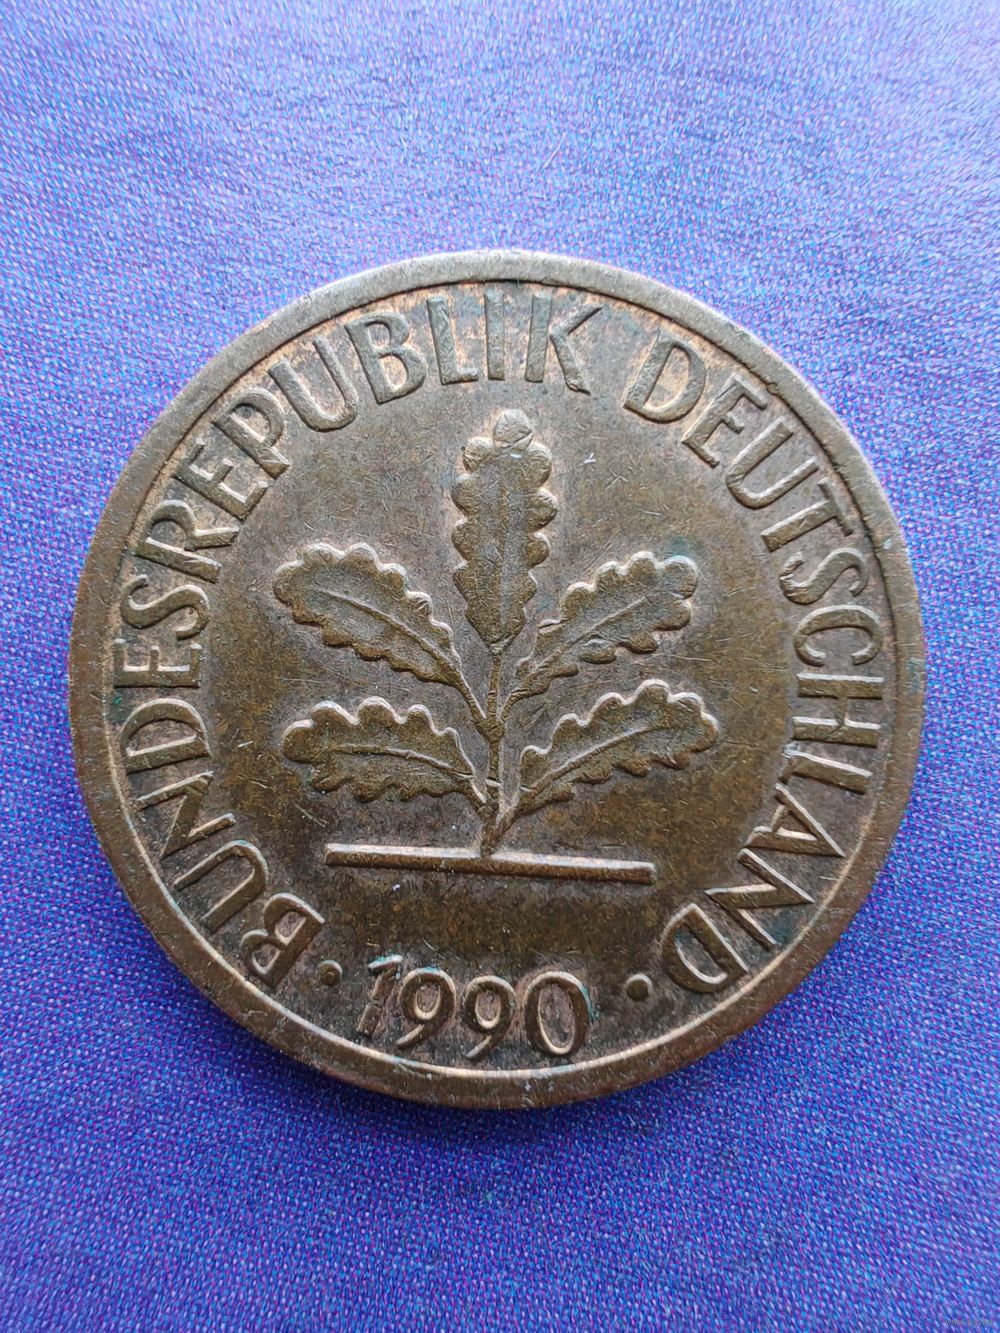 BUNDESREPUBLIK DEUTSCHLAND
· 1990 ·